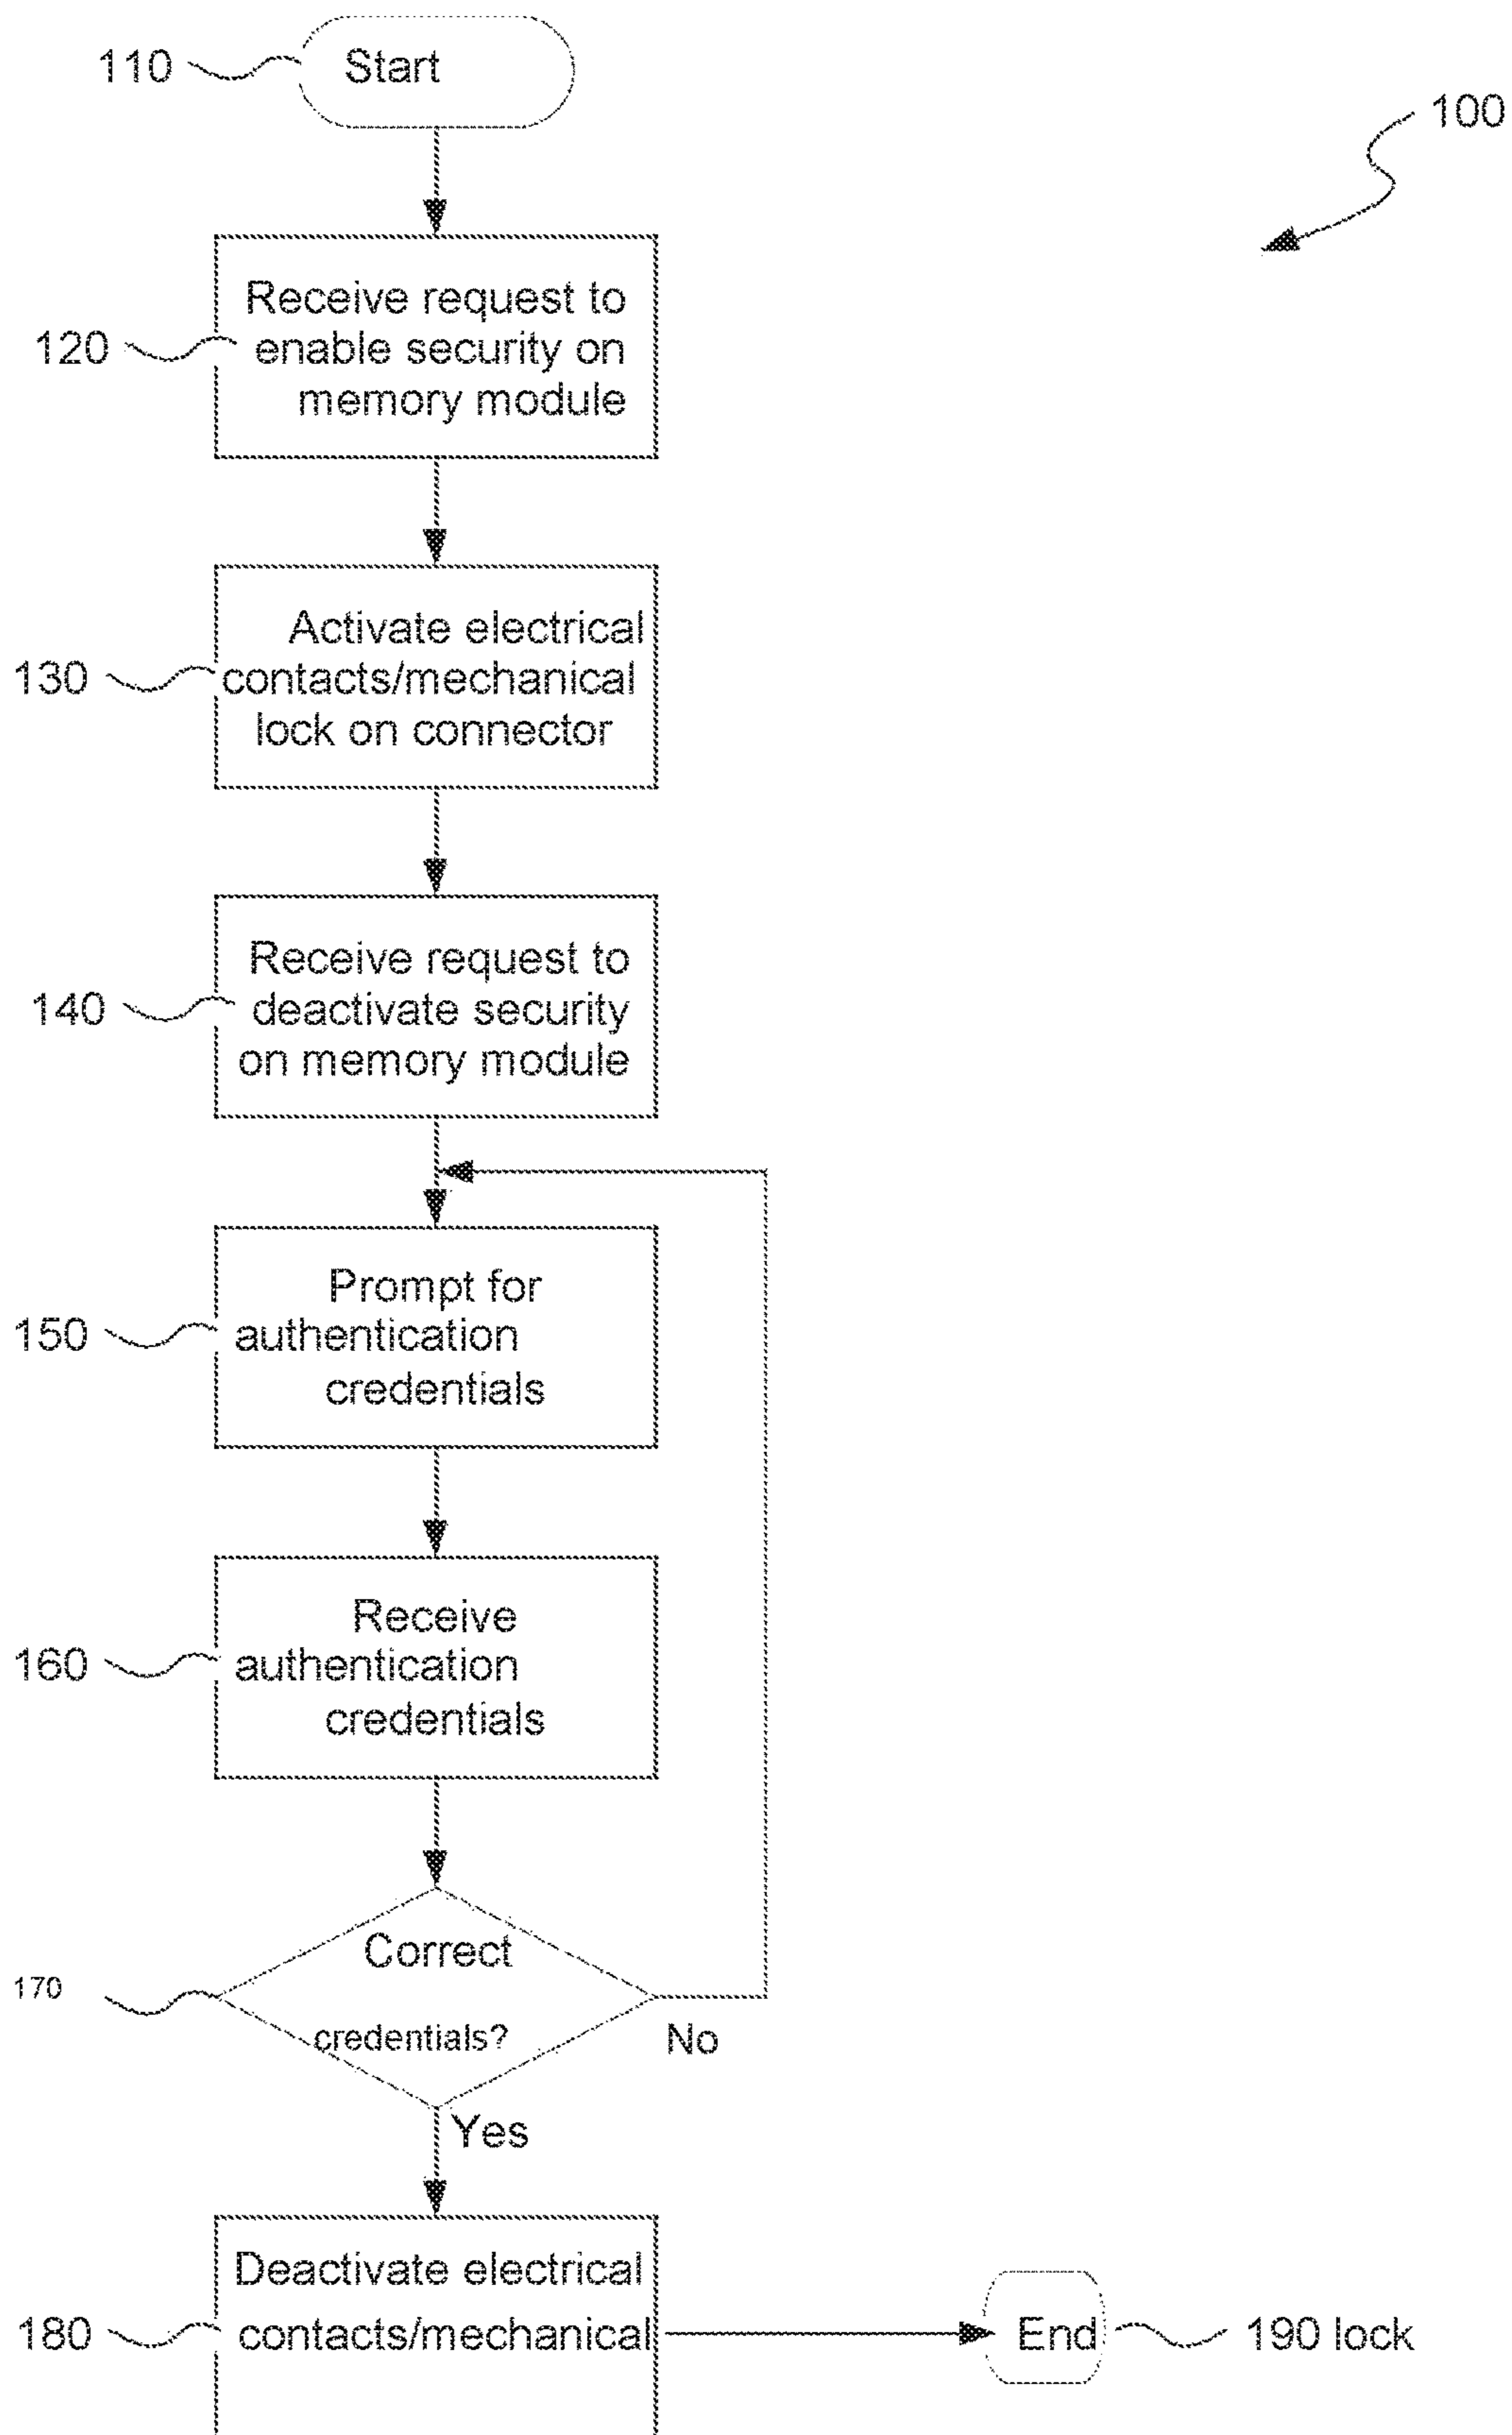 110
Start
100
Receive request to
120
enable security on
memory module
Activate electrical
130
contacts/mechanical
lock on connector
Receive request to
140
deactivate security
on memory module
Prompt for
150
authentication
credentials
Receive
160
authentication
credentials
Correct
170
credentials?
No
Yes
Deactivate electrical
180
contacts/mechanical
End
190 lock